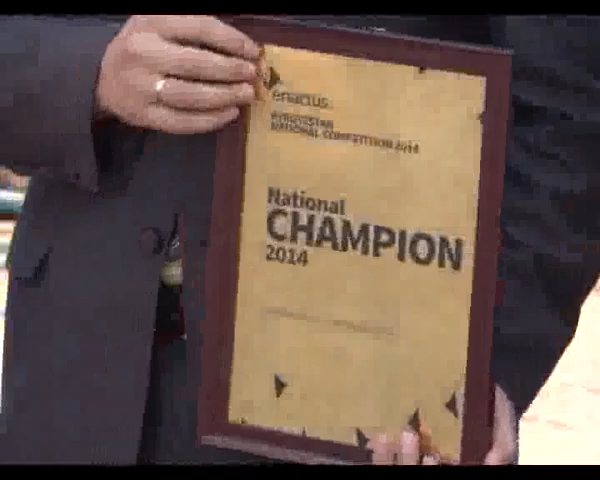 enactus
KYRGYZSTAN
NATIONAL COMPETITION 2014
National
CHAMPION
2014